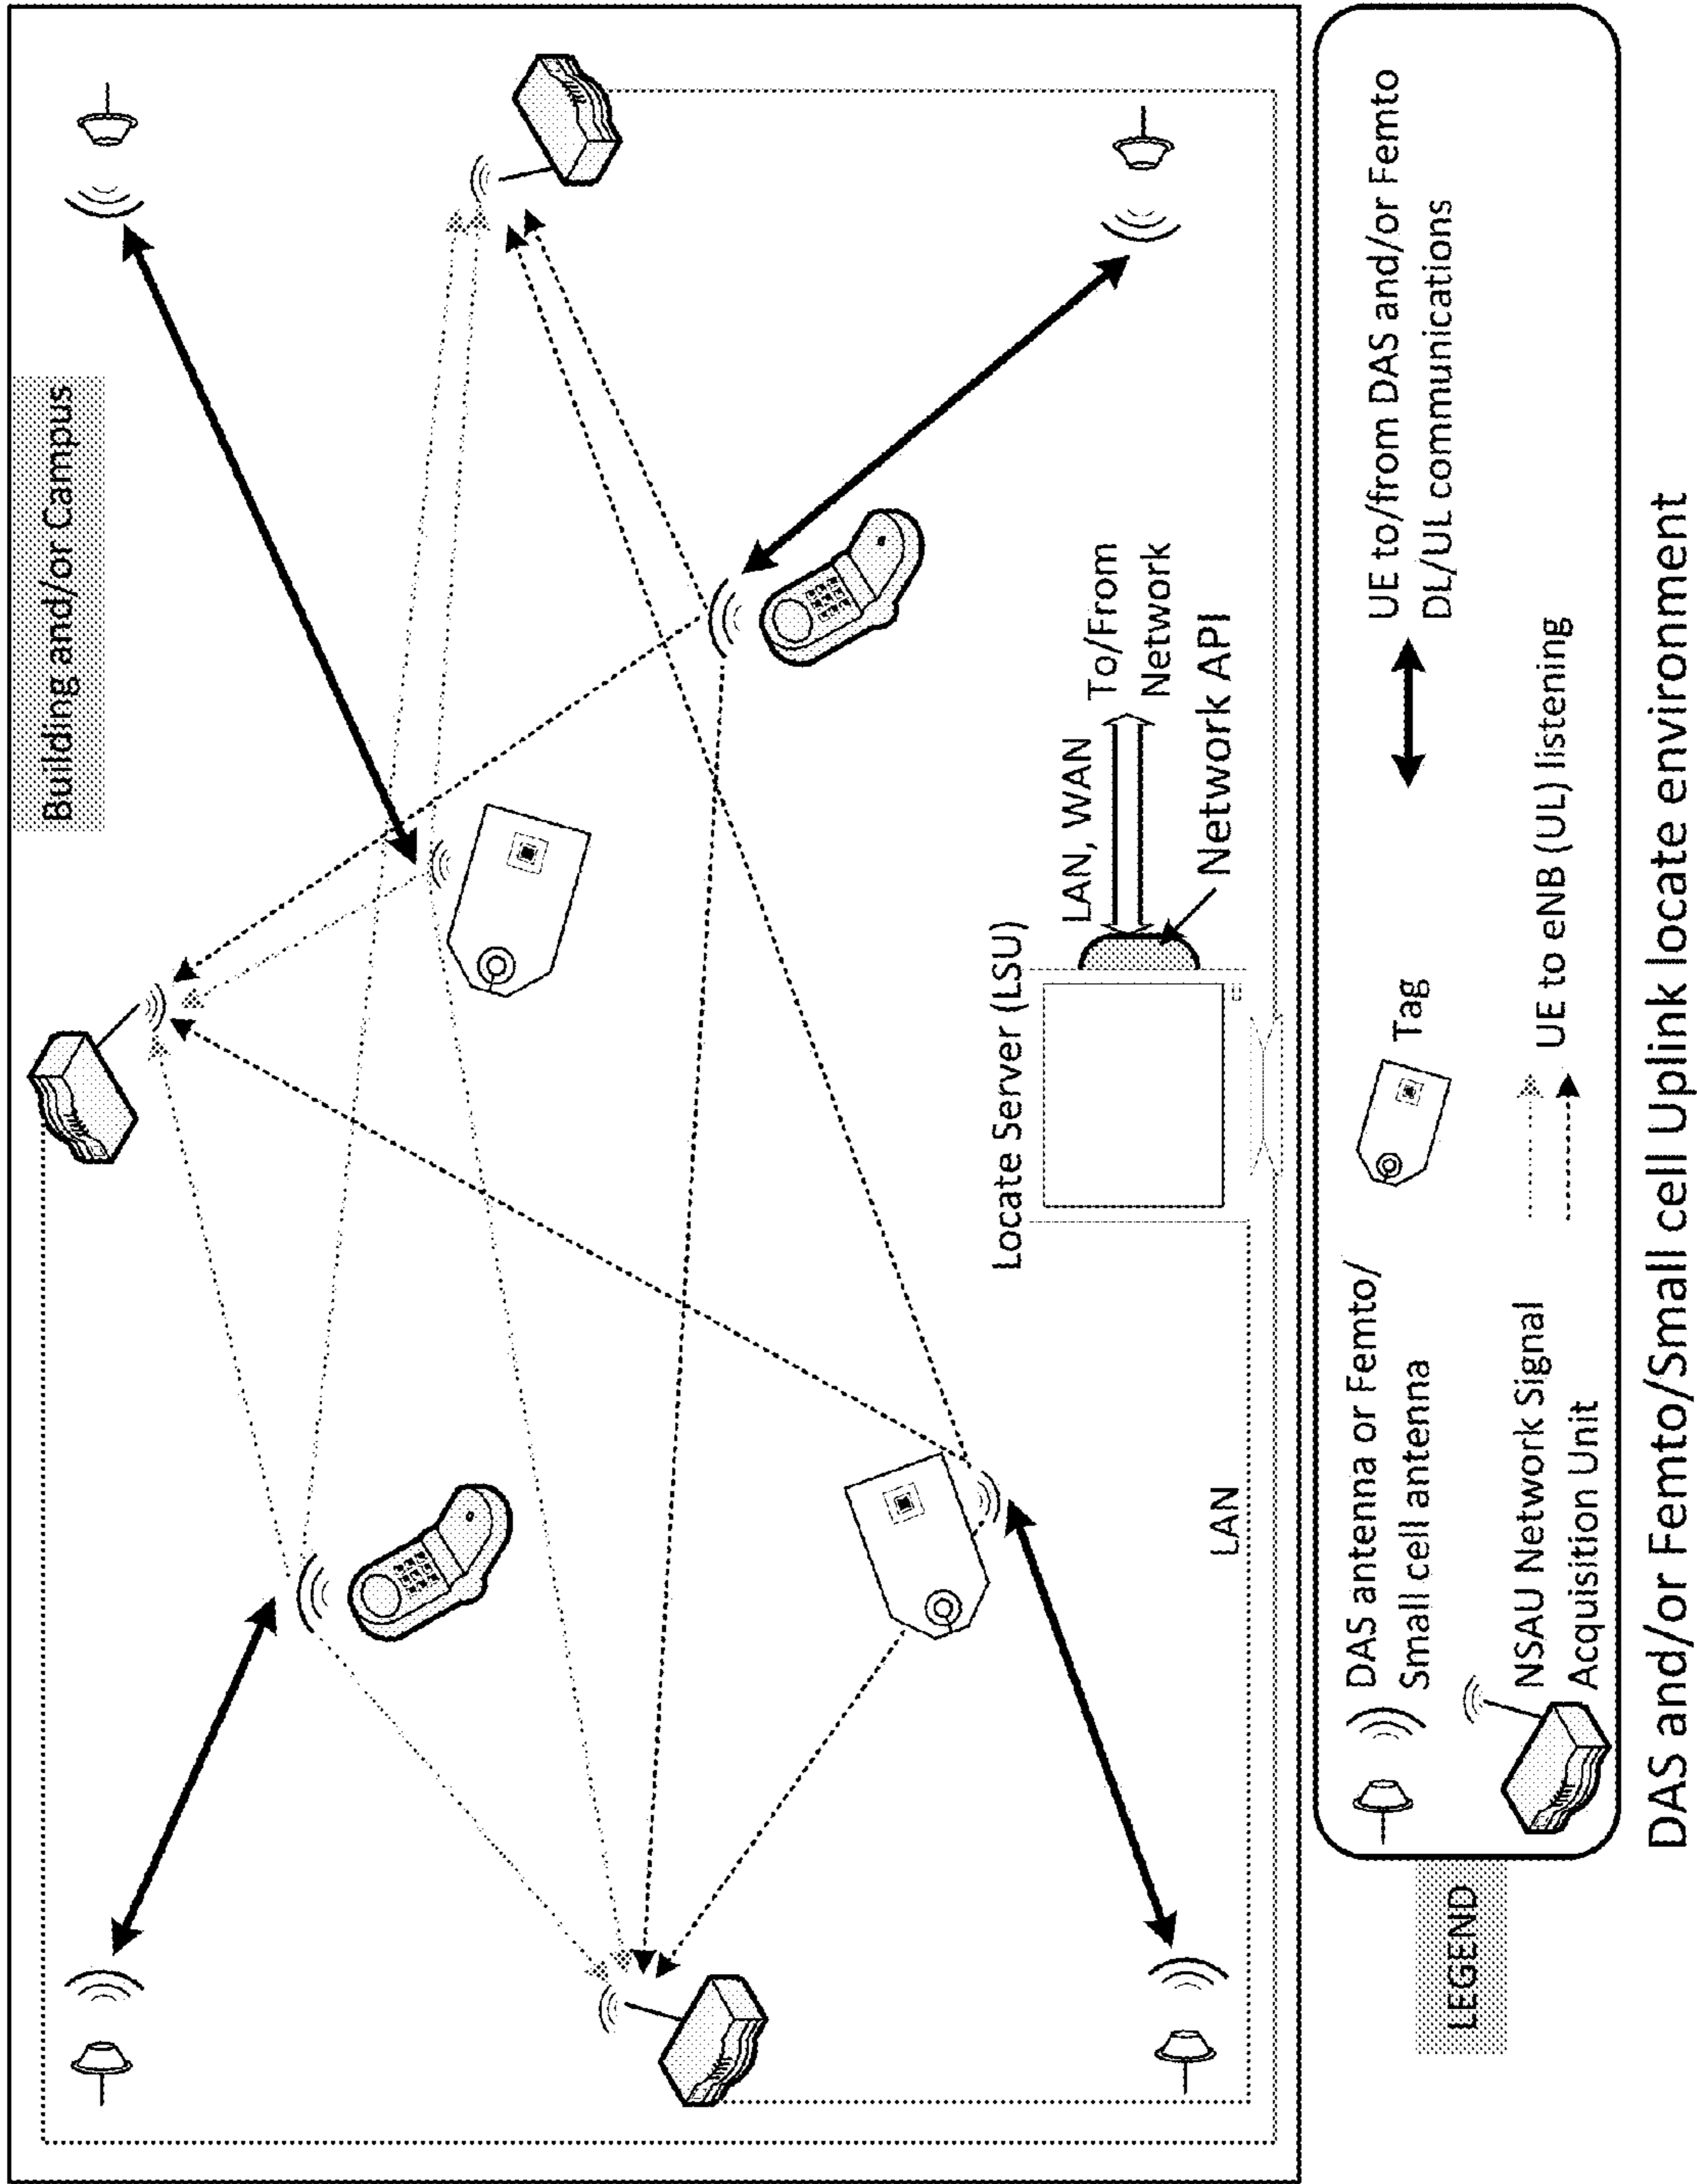 Building and/or Campus
Locate Server (LSU)
LAN, WAN
To/From
Network
Network API
LAN
LEGEND
DAS antenna or Femto/
Small cell antenna
Tag
UE to/from DAS and/or Femto
DL/UL communications
NSAU Network Signal
Acquisition Unit
UE to eNB (UL) listening
DAS and/or Femto/Small cell Uplink locate environment